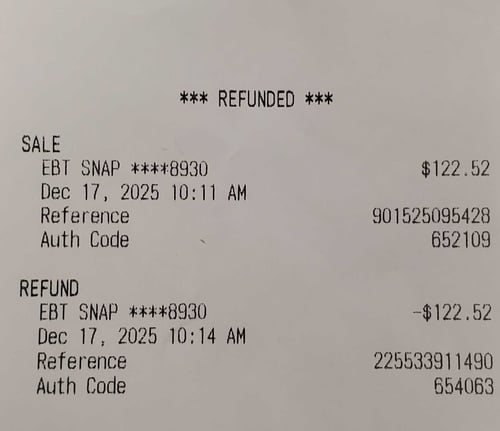 *** REFUNDED ***
SALE
EBT SNAP ****8930 $122.52
Dec 17, 2025 10:11 AM
Reference 901525095428
Auth Code 652109
REFUND
EBT SNAP ****8930 -$122.52
Dec 17, 2025 10:14 AM
Reference 225533911490
Auth Code 654063